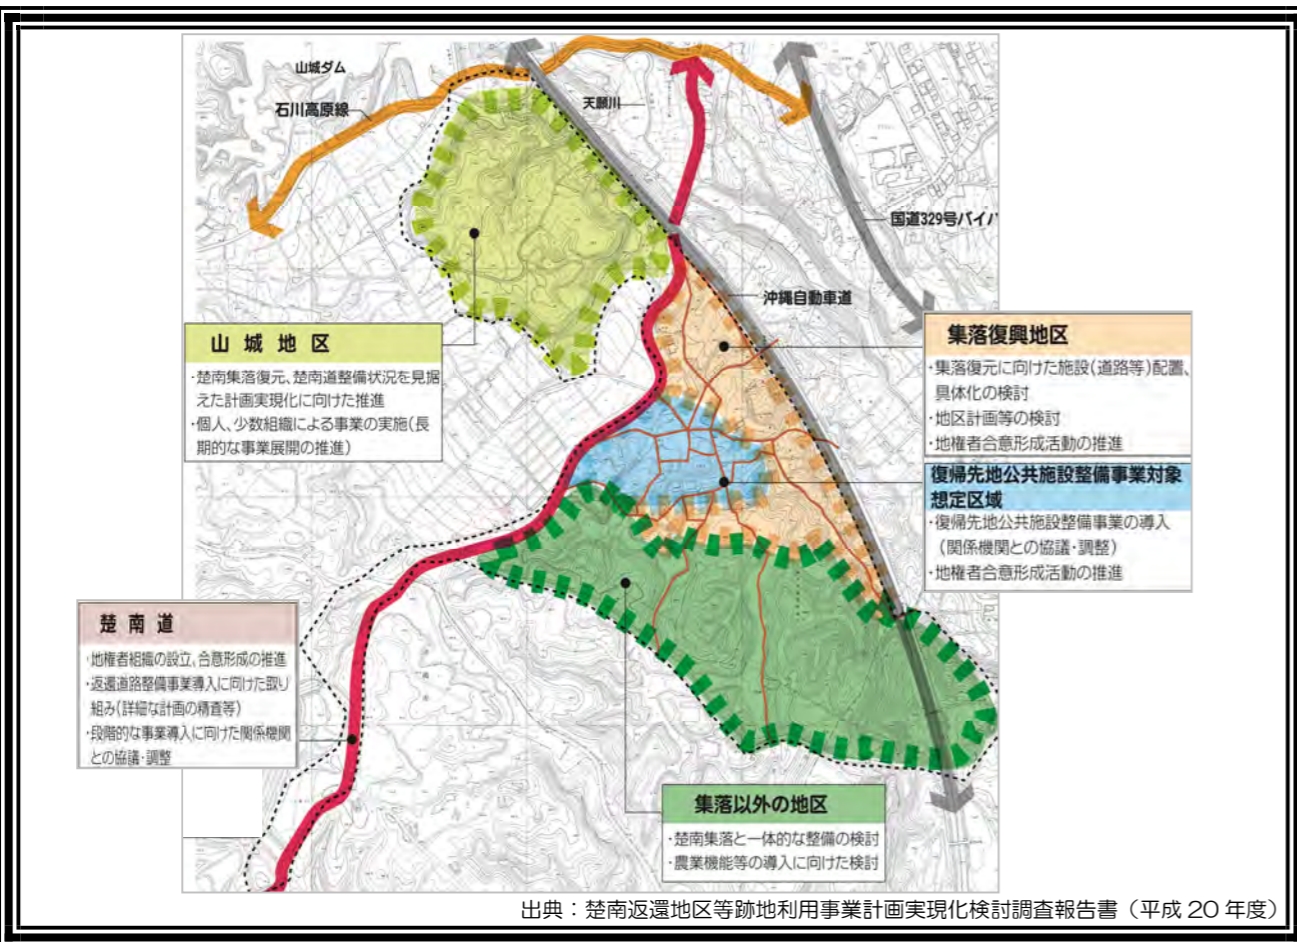 山城ダム
石川高原線
天願川
国道329号バイパ
沖縄自動車道
山城地区
・楚南集落復元、楚南道整備状況を見据
えた計画実現化に向けた推進
・個人、少数組織による事業の実施(長
期的な事業展開の推進)
集落復興地区
・集落復元に向けた施設(道路等)配置、
具体化の検討
・地区計画等の検討
・地権者合意形成活動の推進
復帰先地公共施設整備事業対象
想定区域
・復帰先地公共施設整備事業の導入
(関係機関との協議・調整)
・地権者合意形成活動の推進
楚南道
・地権者組織の設立、合意形成の推進
・返還道路整備事業導入に向けた取り
組み(詳細な計画の精査等)
・段階的な事業導入に向けた関係機関
との協議・調整
集落以外の地区
・楚南集落と一体的な整備の検討
・農業機能等の導入に向けた検討
出典：楚南返還地区等跡地利用事業計画実現化検討調査報告書（平成 20 年度）